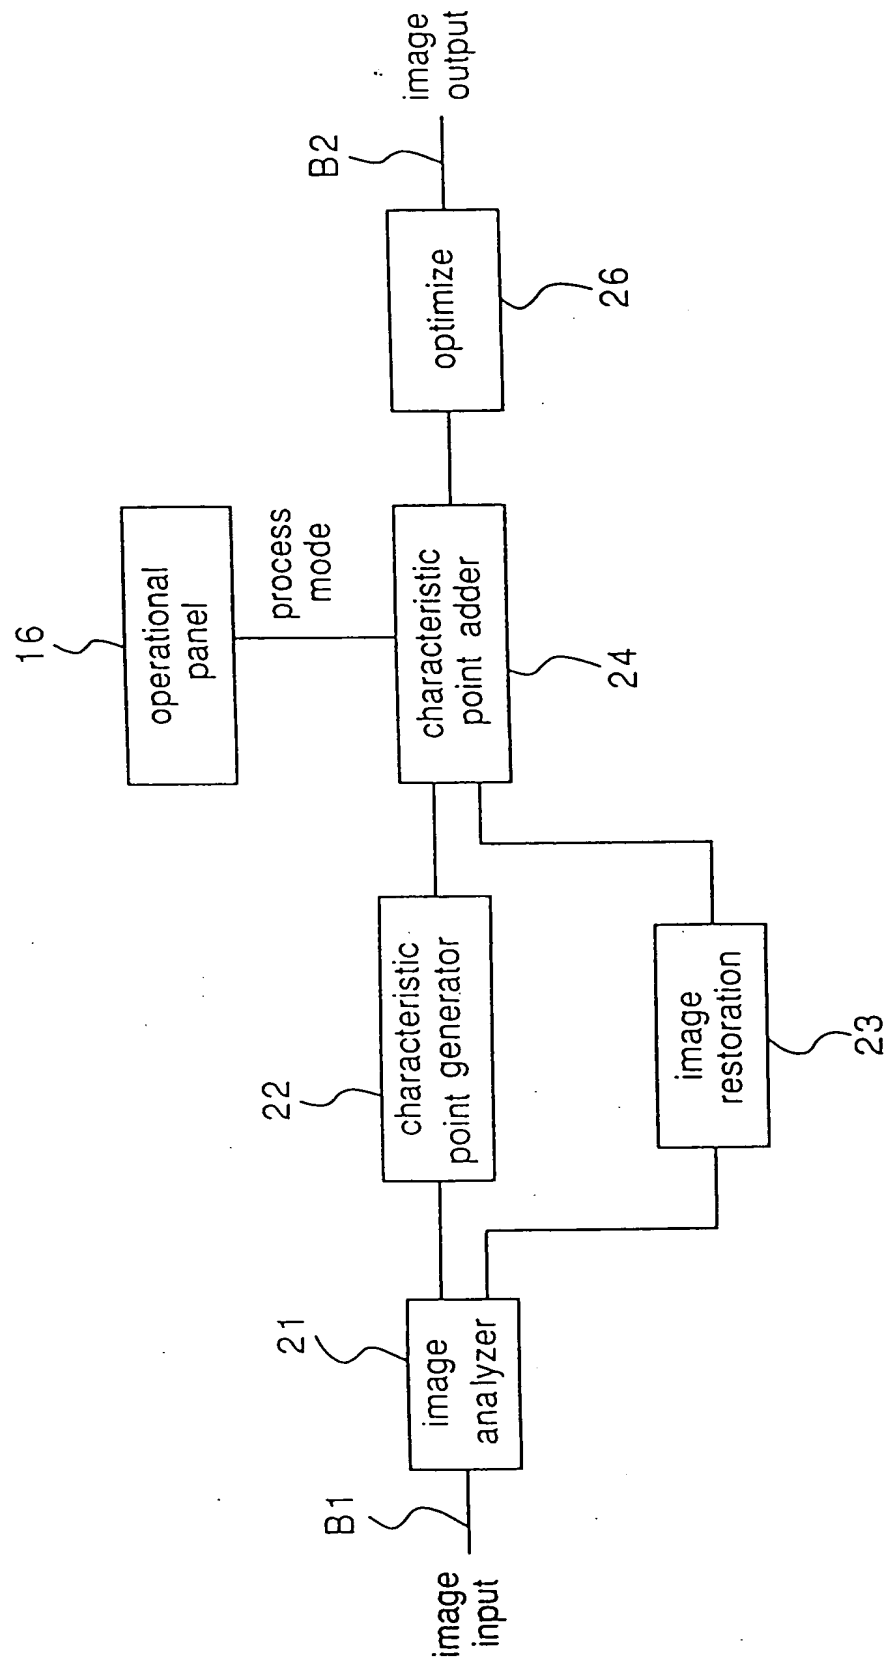 16
operational
panel
process
mode
B2
image
output
22
characteristic
point generator
characteristic
point adder
24
optimize
26
21
image
input
B1
image
analyzer
image
restoration
23